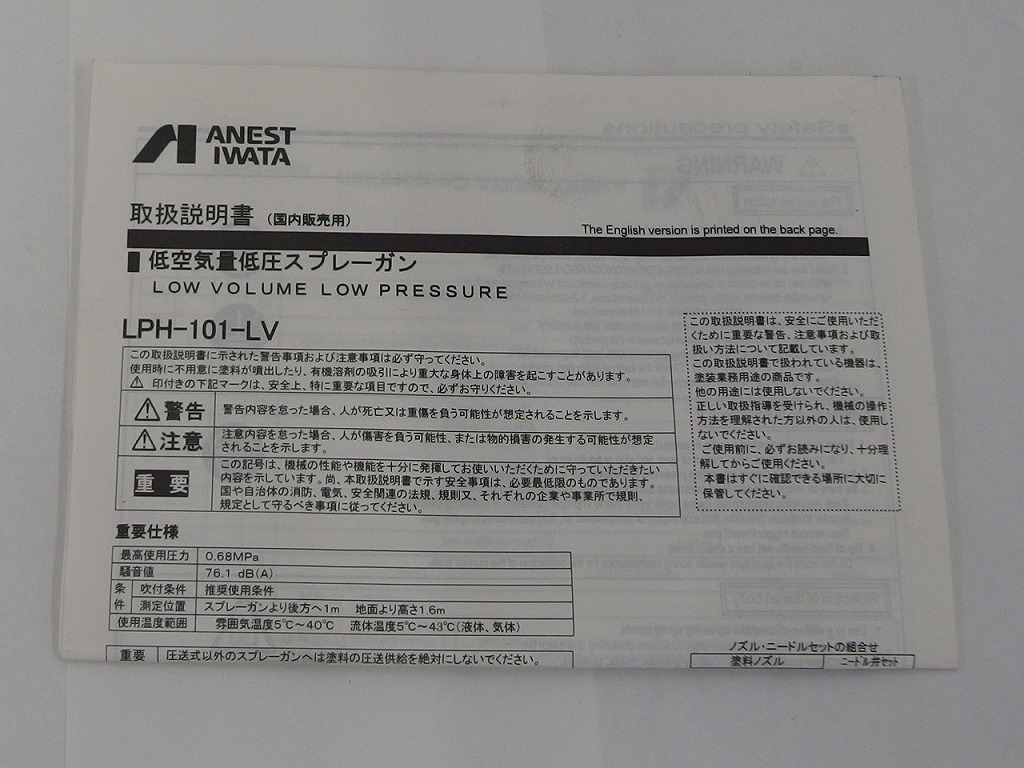 ANEST
IWATA
取扱説明書 (国内販売用)
The English version is printed on the back page.
低空気量低圧スプレーガン
LOW VOLUME LOW PRESSURE
LPH-101-LV
この取扱説明書に示された警告事項および注意事項は必ず守ってください。
使用時に不用意に塗料が噴出したり、有機溶剤の吸引により重大な身体上の障害を起こすことがあります。
⚠ 印付きの下記マークは、安全上、特に重要な項目ですので、必ずお守りください。
⚠警告 警告内容を怠った場合、人が死亡又は重傷を負う可能性が想定されることを示します。
⚠注意 注意内容を怠った場合、人が傷害を負う可能性、または物的損害の発生する可能性が想定
されることを示します。
重要 この記号は、機械の性能や機能を十分に発揮してお使いいただくために守っていただきたい
内容を示しています。尚、本取扱説明書で示す安全事項は、必要最低限のものであります。
国や自治体の消防、電気、安全関連の法規、規則又、それぞれの企業や事業所で規則、
規定として守るべき事項に従ってください。
この取扱説明書は、安全にご使用いただ
くために重要な警告、注意事項および取
扱い方法について記載しています。
この取扱説明書で扱われている機器は、
塗装業務用途の商品です。
他の用途には使用しないでください。
正しい取扱指導を受けられ、機械の操作
方法を理解された方以外の人は、使用し
ないでください。
ご使用前に、必ずお読みになり、十分理
解してからご使用ください。
本書はすぐに確認できる場所に大切に
保管してください。
重要仕様
最高使用圧力 0.68MPa
騒音値 76.1 dB(A)
条件 吹付条件 推奨使用条件
測定位置 スプレーガンより後方へ1m 地面より高さ1.6m
使用温度範囲 雰囲気温度5℃～40℃ 流体温度5℃～43℃(液体、気体)
重要 圧送式以外のスプレーガンへは塗料の圧送供給を絶対にしないでください。
ノズル・ニードルセットの組合せ
塗料ノズル ニードル弁セット